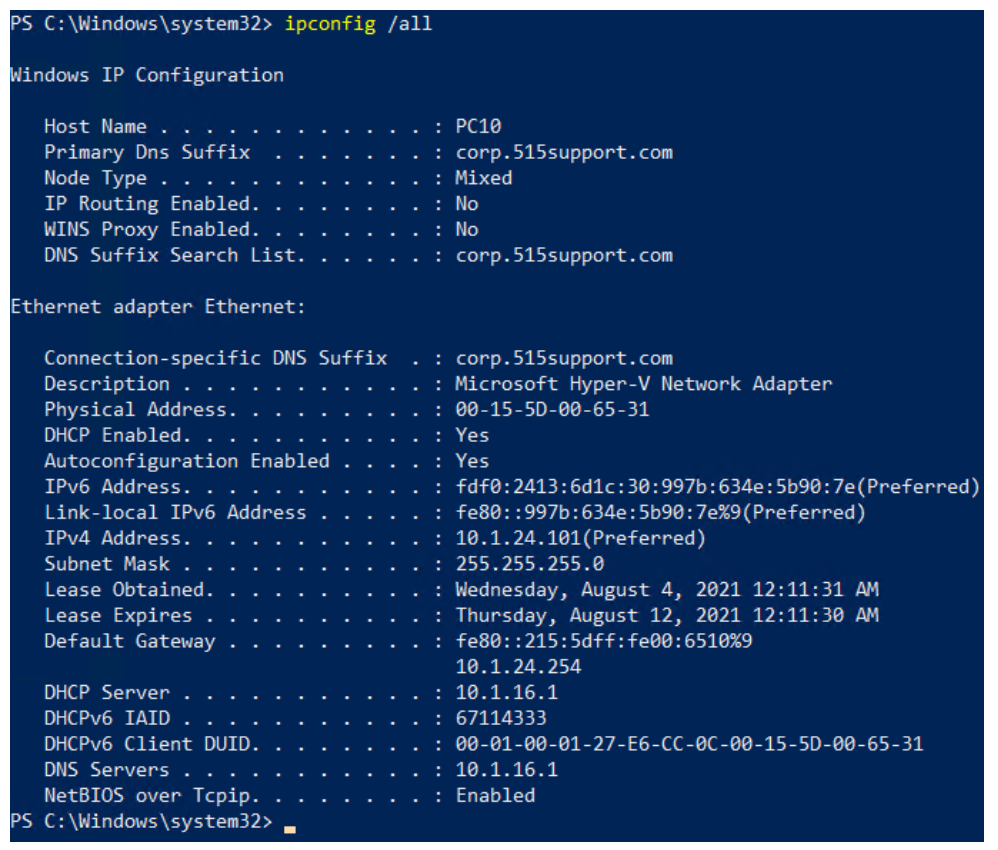 PS C:\Windows\system32> ipconfig /all
Windows IP Configuration
Host Name . . . . . . . . . . . . : PC10
Primary Dns Suffix  . . . . . . . : corp.515support.com
Node Type . . . . . . . . . . . . : Mixed
IP Routing Enabled. . . . . . . . : No
WINS Proxy Enabled. . . . . . . . : No
DNS Suffix Search List. . . . . . : corp.515support.com
Ethernet adapter Ethernet:
Connection-specific DNS Suffix  . : corp.515support.com
Description . . . . . . . . . . . : Microsoft Hyper-V Network Adapter
Physical Address. . . . . . . . . : 00-15-5D-00-65-31
DHCP Enabled. . . . . . . . . . . : Yes
Autoconfiguration Enabled . . . . : Yes
IPv6 Address. . . . . . . . . . . : fdf0:2413:6d1c:30:997b:634e:5b90:7e(Preferred)
Link-local IPv6 Address . . . . . : fe80::997b:634e:5b90:7e%9(Preferred)
IPv4 Address. . . . . . . . . . . : 10.1.24.101(Preferred)
Subnet Mask . . . . . . . . . . . : 255.255.255.0
Lease Obtained. . . . . . . . . . : Wednesday, August 4, 2021 12:11:31 AM
Lease Expires . . . . . . . . . . : Thursday, August 12, 2021 12:11:30 AM
Default Gateway . . . . . . . . . : fe80::215:5dff:fe00:6510%9
10.1.24.254
DHCP Server . . . . . . . . . . . : 10.1.16.1
DHCPv6 IAID . . . . . . . . . . . : 67114333
DHCPv6 Client DUID. . . . . . . . : 00-01-00-01-27-E6-CC-0C-00-15-5D-00-65-31
DNS Servers . . . . . . . . . . . : 10.1.16.1
NetBIOS over Tcpip. . . . . . . . : Enabled
PS C:\Windows\system32>